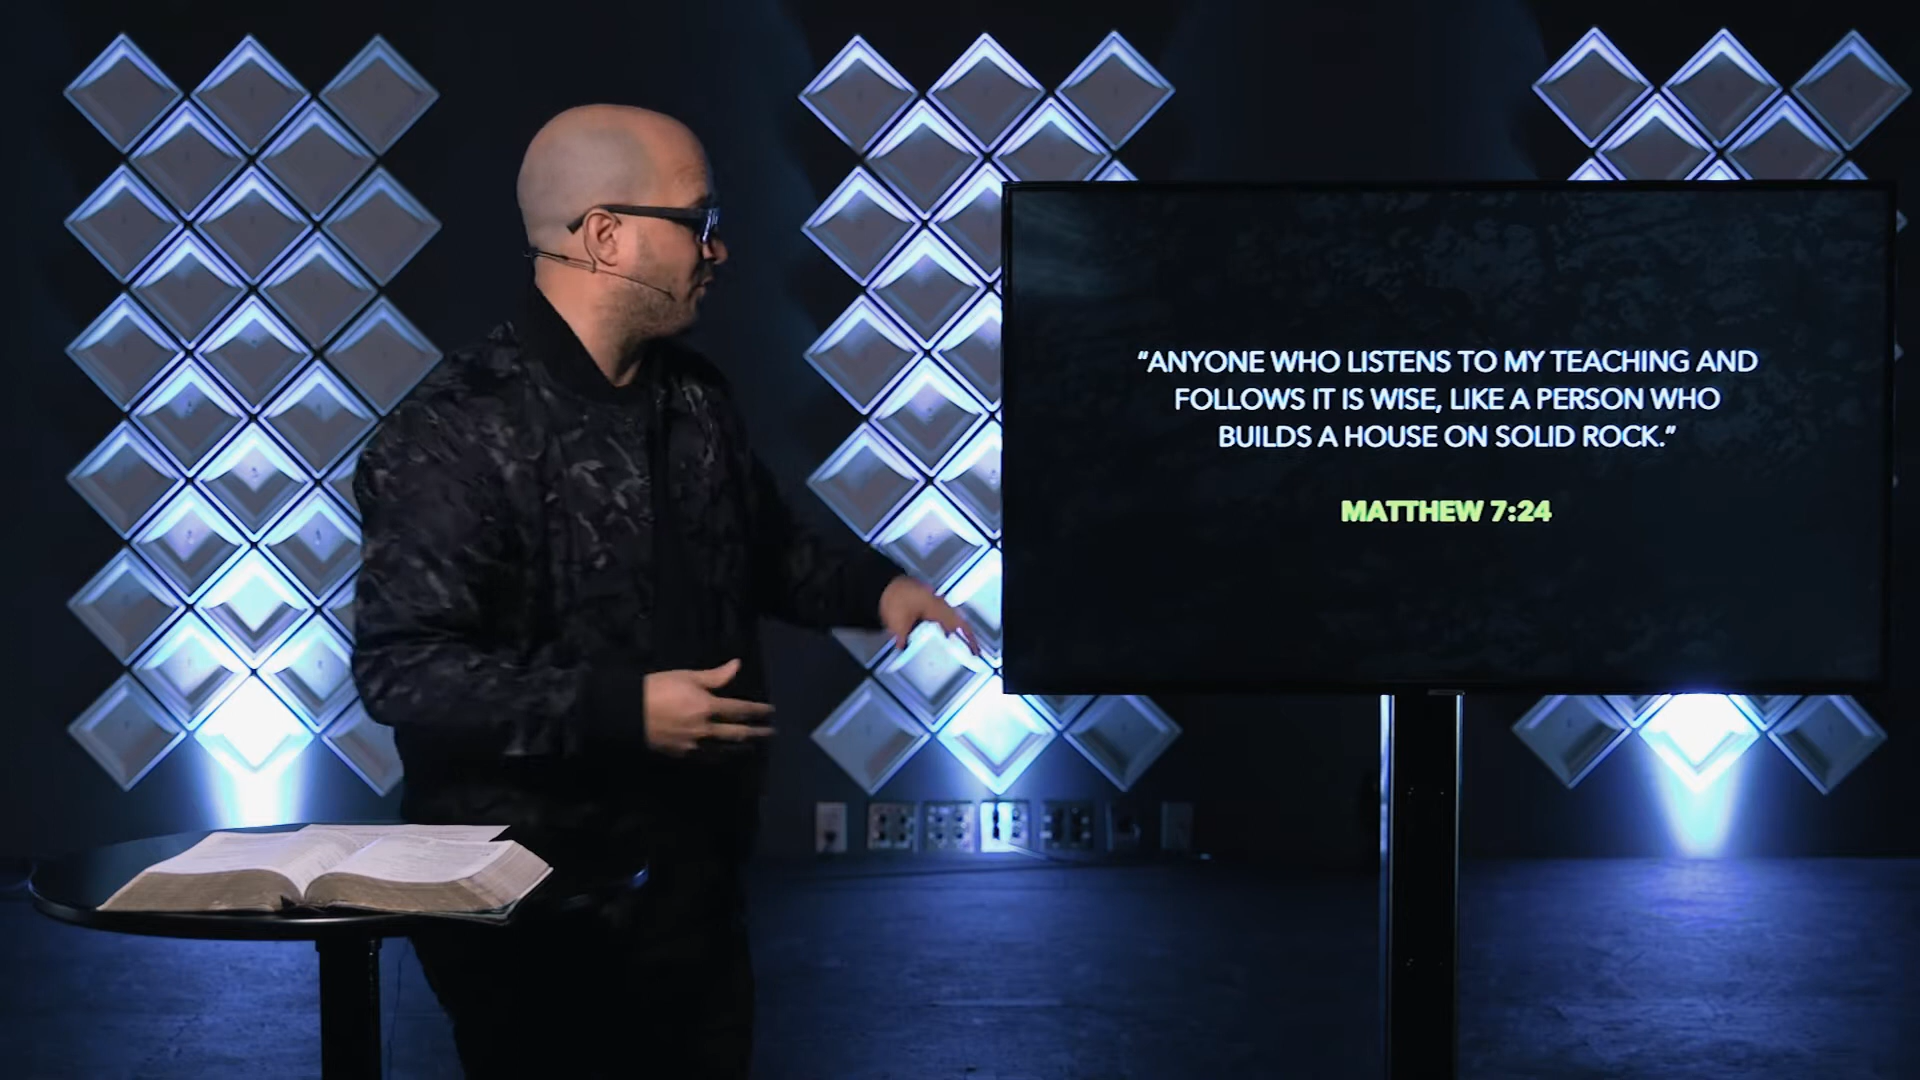 “ANYONE WHO LISTENS TO MY TEACHING AND
FOLLOWS IT IS WISE, LIKE A PERSON WHO
BUILDS A HOUSE ON SOLID ROCK.”
MATTHEW 7:24